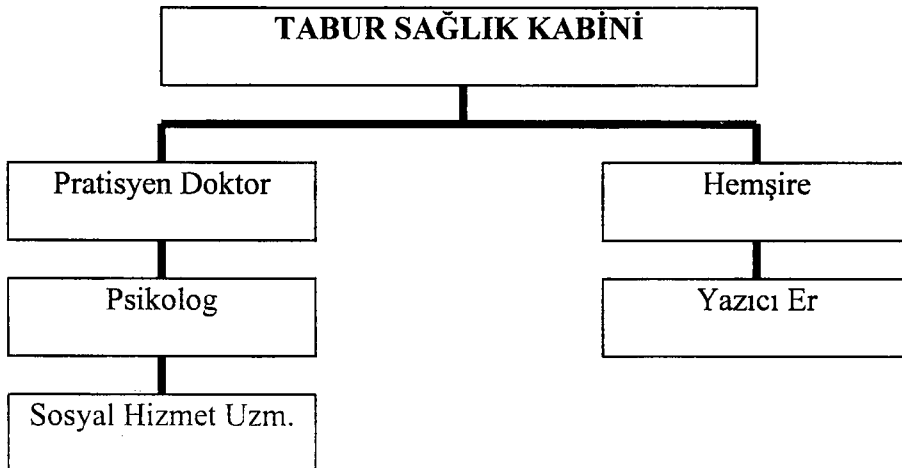 TABUR SAĞLIK KABİNİ
Pratisyen Doktor
Hemşire
Psikolog
Yazıcı Er
Sosyal Hizmet Uzm.